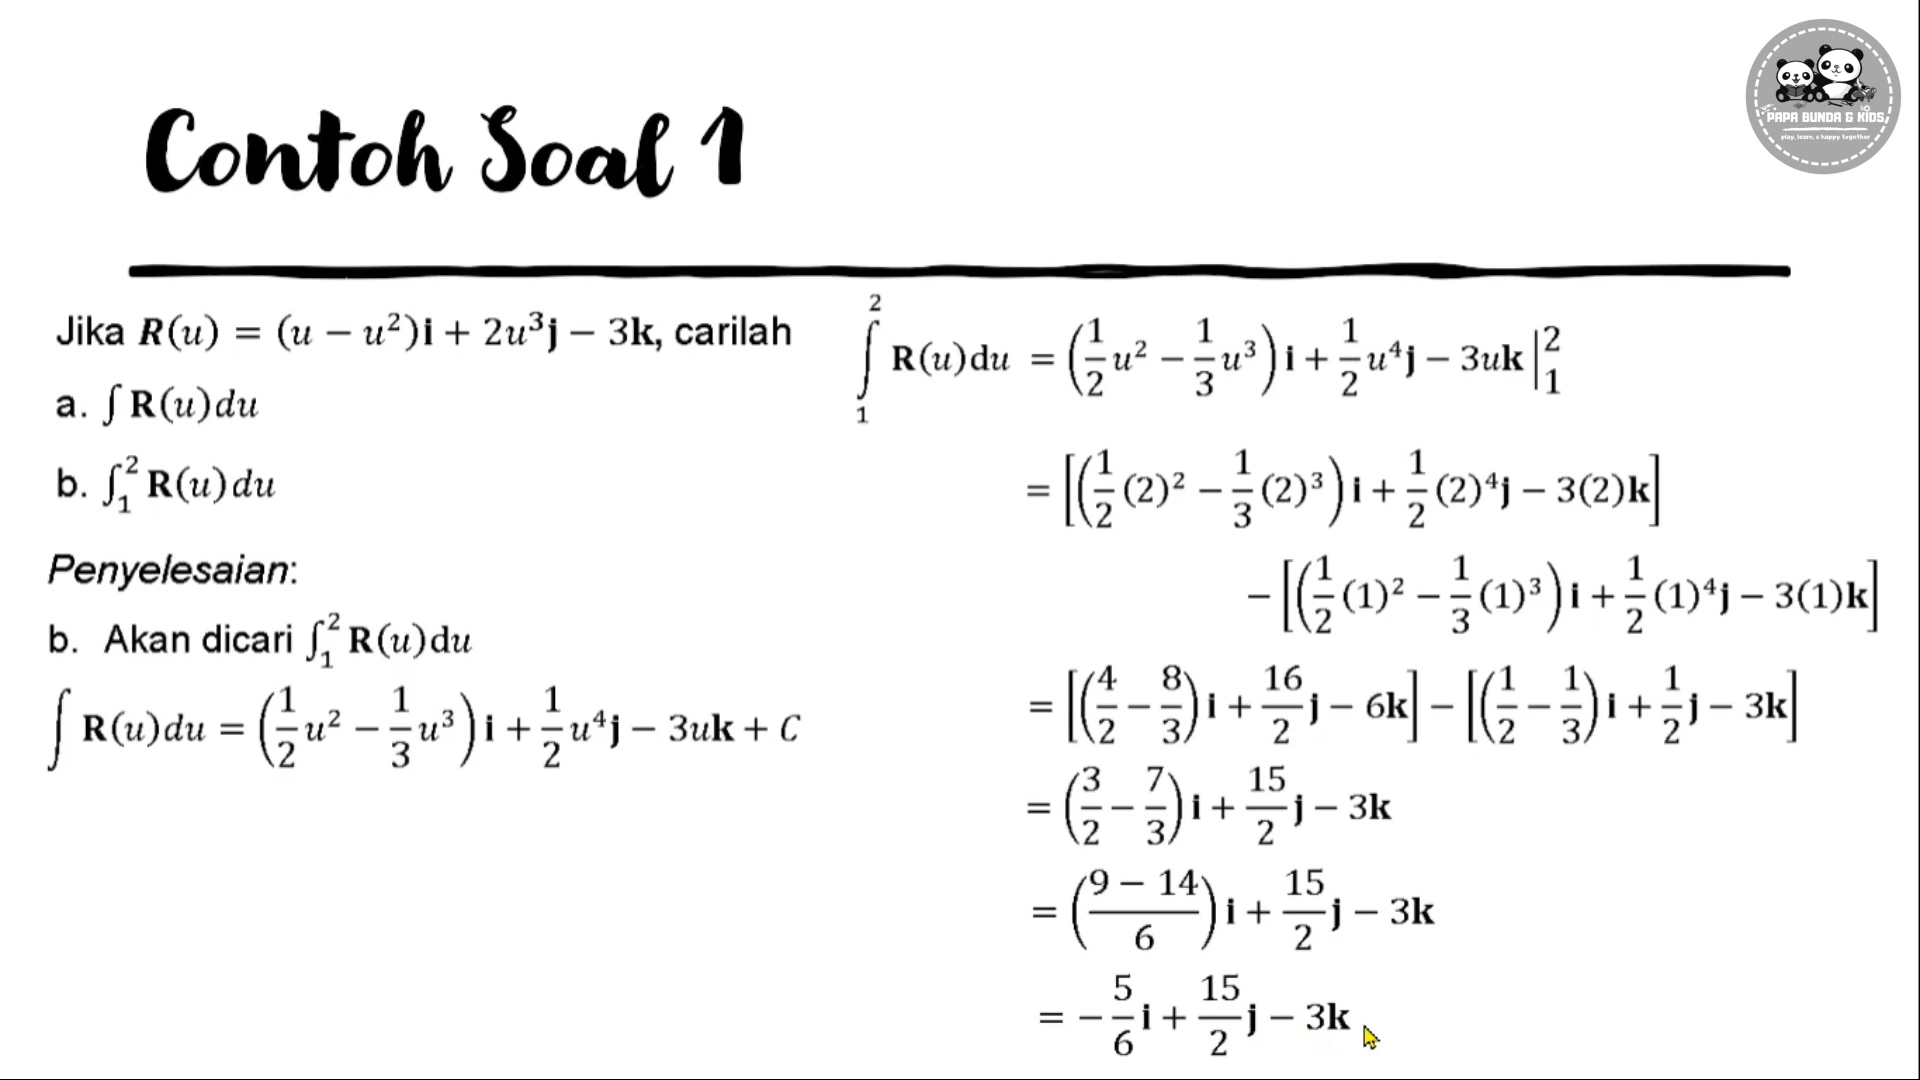 PAPA BUNDA & KIDS
play, learn, & happy together
Contoh Soal 1
Jika R(u) = (u − u²)i + 2u³j − 3k, carilah
a. ∫ R(u)du
b. ∫₁² R(u)du
Penyelesaian:
b. Akan dicari ∫₁² R(u)du
∫ R(u)du = (1/2 u² − 1/3 u³)i + 1/2 u⁴j − 3uk + C
∫₁² R(u)du = (1/2 u² − 1/3 u³)i + 1/2 u⁴j − 3uk |₁²
= [(1/2 (2)² − 1/3 (2)³)i + 1/2 (2)⁴j − 3(2)k]
− [(1/2 (1)² − 1/3 (1)³)i + 1/2 (1)⁴j − 3(1)k]
= [(4/2 − 8/3)i + 16/2 j − 6k] − [(1/2 − 1/3)i + 1/2 j − 3k]
= (3/2 − 7/3)i + 15/2 j − 3k
= ((9 − 14)/6)i + 15/2 j − 3k
= −5/6 i + 15/2 j − 3k